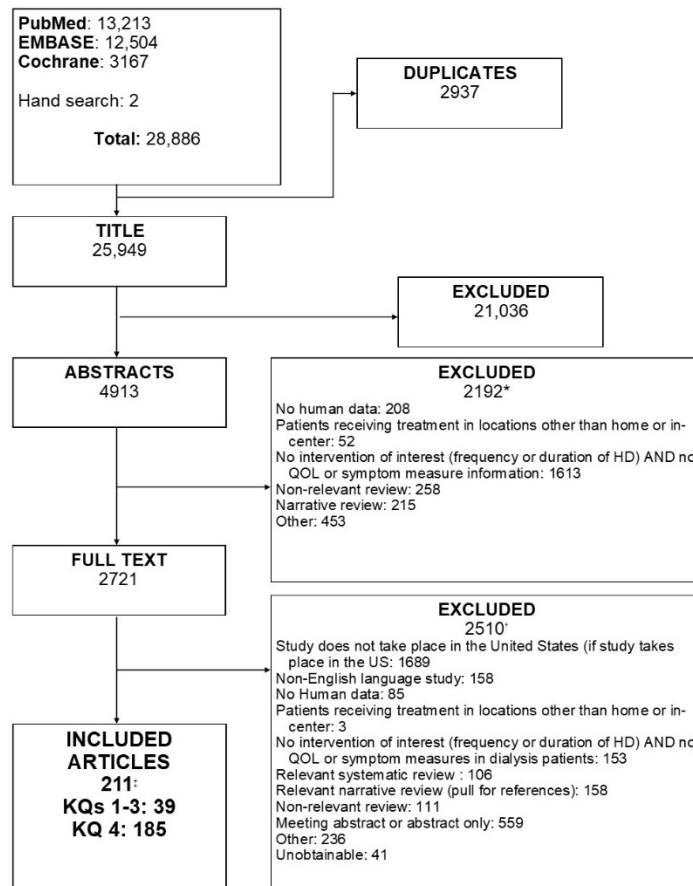 PubMed: 13,213
EMBASE: 12,504
Cochrane: 3167
Hand search: 2
Total: 28,886
DUPLICATES
2937
TITLE
25,949
EXCLUDED
21,036
ABSTRACTS
4913
EXCLUDED
2192*
No human data: 208
Patients receiving treatment in locations other than home or in-
center: 52
No intervention of interest (frequency or duration of HD) AND no
QOL or symptom measure information: 1613
Non-relevant review: 258
Narrative review: 215
Other: 453
FULL TEXT
2721
EXCLUDED
2510†
Study does not take place in the United States (if study takes
place in the US: 1689
Non-English language study: 158
No Human data: 85
Patients receiving treatment in locations other than home or in-
center: 3
No intervention of interest (frequency or duration of HD) AND no
QOL or symptom measures in dialysis patients: 153
Relevant systematic review : 106
Relevant narrative review (pull for references): 158
Non-relevant review: 111
Meeting abstract or abstract only: 559
Other: 236
Unobtainable: 41
INCLUDED
ARTICLES
211‡
KQs 1-3: 39
KQ 4: 185